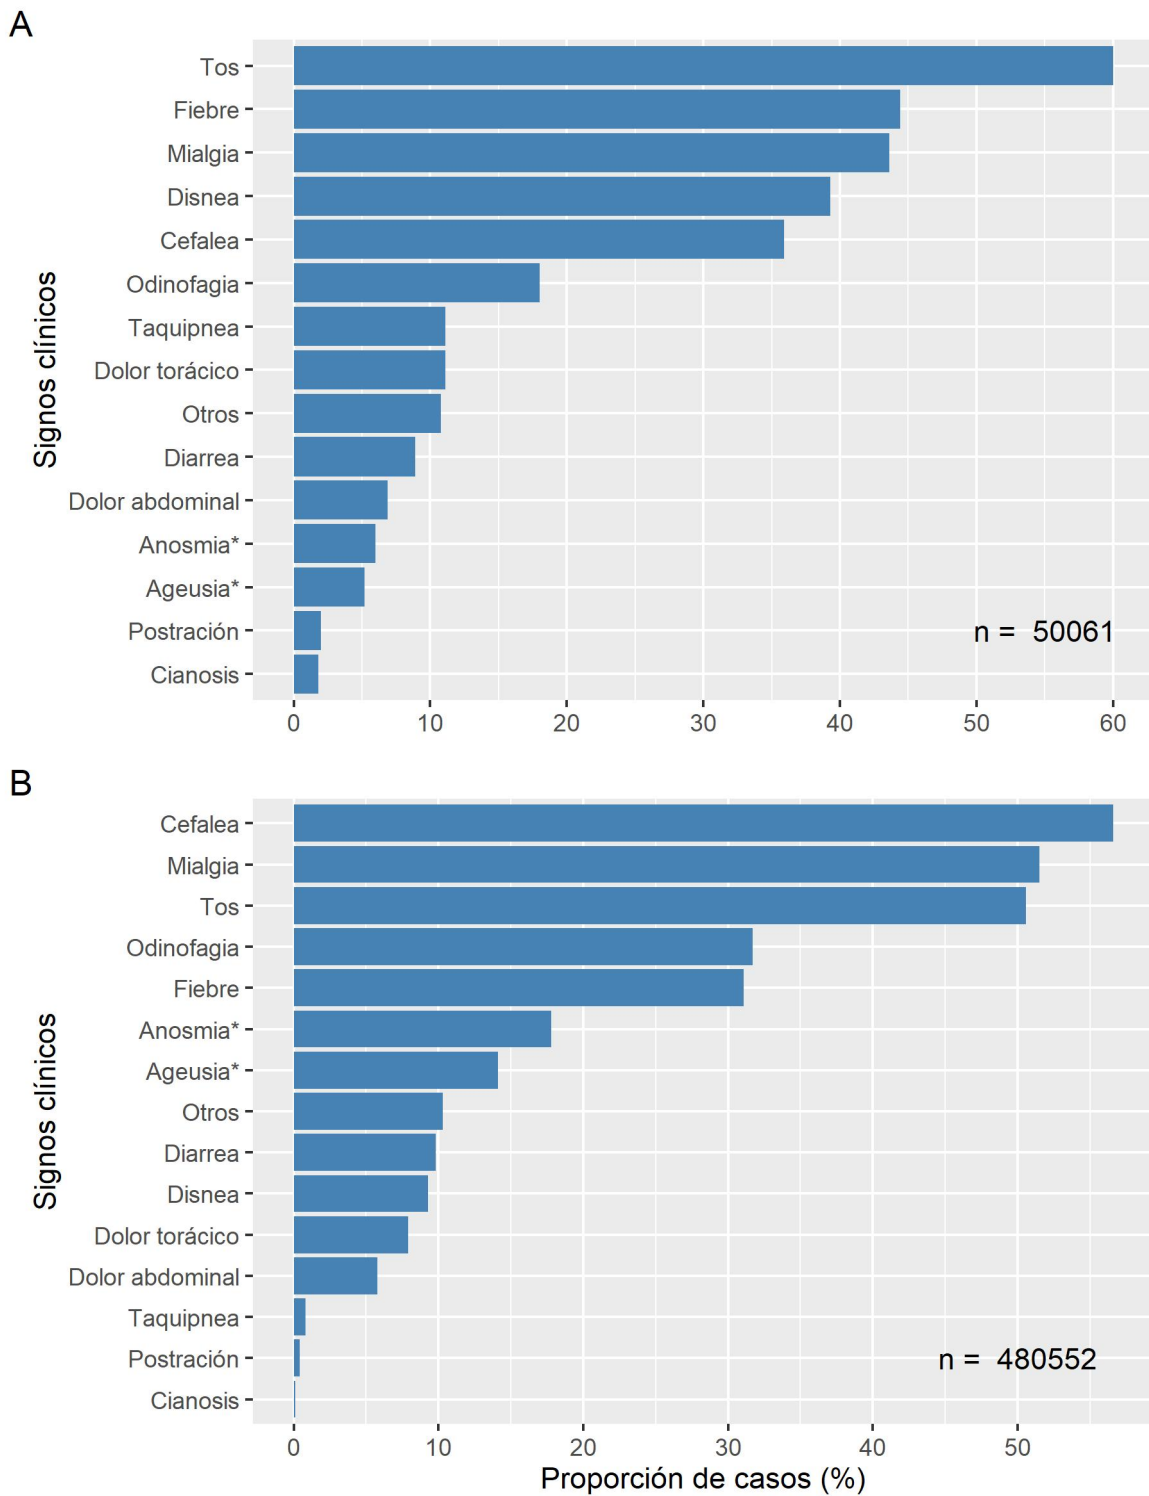 A
Tos
Fiebre
Mialgia
Disnea
Cefalea
Odinofagia
Taquipnea
Dolor torácico
Otros
Diarrea
Dolor abdominal
Anosmia*
Ageusia*
Postración
Cianosis
Signos clínicos
n = 50061
0 10 20 30 40 50 60
B
Cefalea
Mialgia
Tos
Odinofagia
Fiebre
Anosmia*
Ageusia*
Otros
Diarrea
Disnea
Dolor torácico
Dolor abdominal
Taquipnea
Postración
Cianosis
Signos clínicos
n = 480552
0 10 20 30 40 50
Proporción de casos (%)